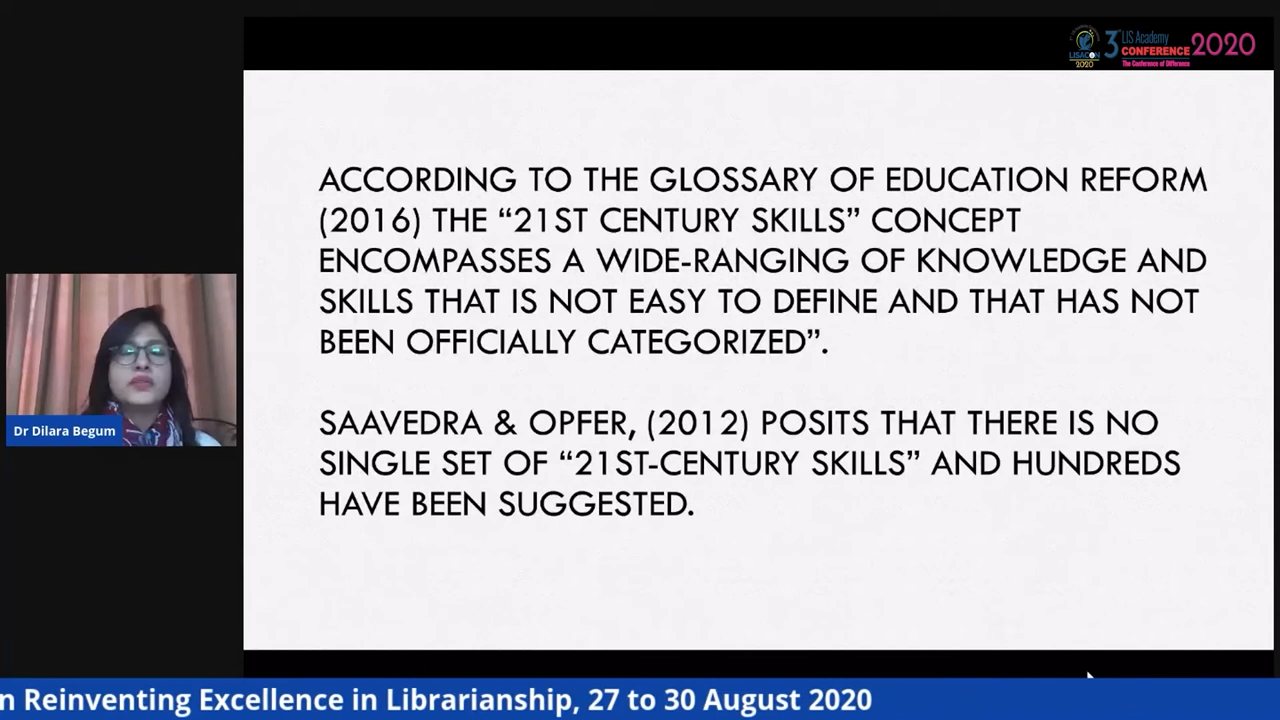 LISACON
2020
3rd LIS Academy
CONFERENCE 2020
The Conference of Difference
ACCORDING TO THE GLOSSARY OF EDUCATION REFORM
(2016) THE “21ST CENTURY SKILLS” CONCEPT
ENCOMPASSES A WIDE-RANGING OF KNOWLEDGE AND
SKILLS THAT IS NOT EASY TO DEFINE AND THAT HAS NOT
BEEN OFFICIALLY CATEGORIZED”.
SAAVEDRA & OPFER, (2012) POSITS THAT THERE IS NO
SINGLE SET OF “21ST-CENTURY SKILLS” AND HUNDREDS
HAVE BEEN SUGGESTED.
Dr Dilara Begum
n Reinventing Excellence in Librarianship, 27 to 30 August 2020